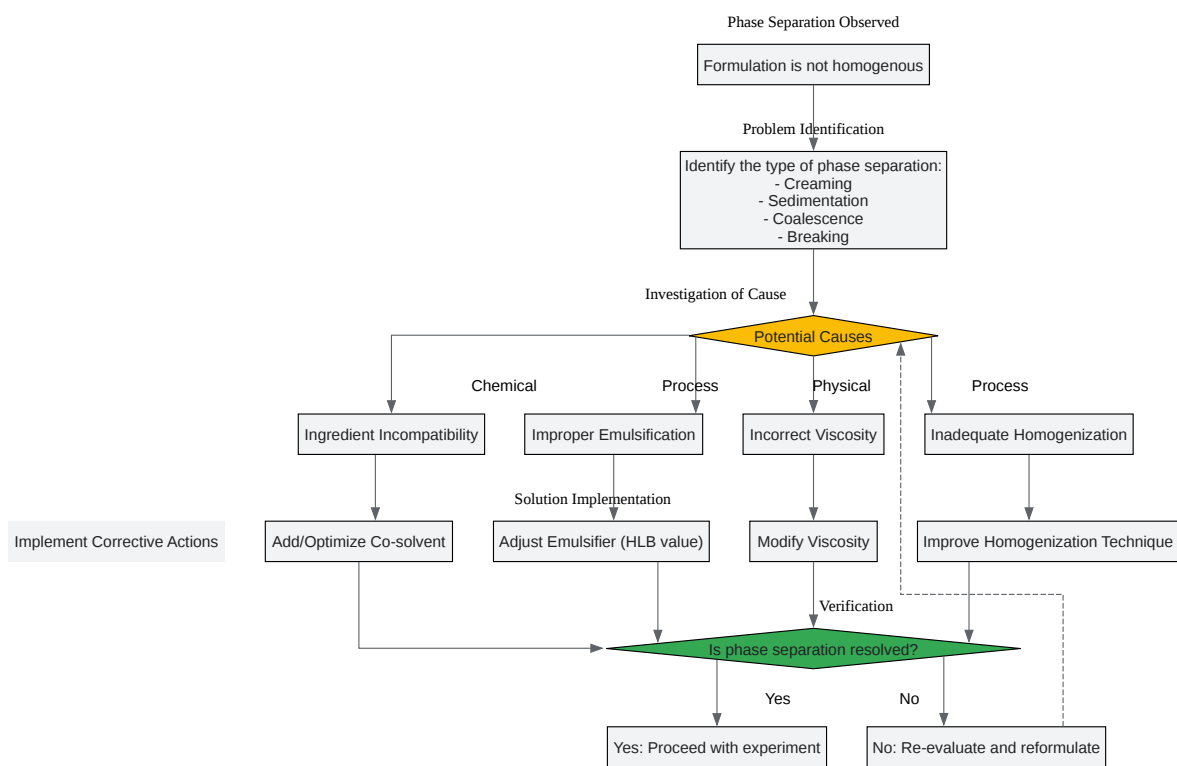 Phase Separation Observed
Formulation is not homogenous
Problem Identification
Identify the type of phase separation:
- Creaming
- Sedimentation
- Coalescence
- Breaking
Investigation of Cause
Potential Causes
Chemical
Process
Physical
Process
Ingredient Incompatibility
Improper Emulsification
Incorrect Viscosity
Inadequate Homogenization
Solution Implementation
Implement Corrective Actions
Add/Optimize Co-solvent
Adjust Emulsifier (HLB value)
Modify Viscosity
Improve Homogenization Technique
Verification
Is phase separation resolved?
Yes
No
Yes: Proceed with experiment
No: Re-evaluate and reformulate